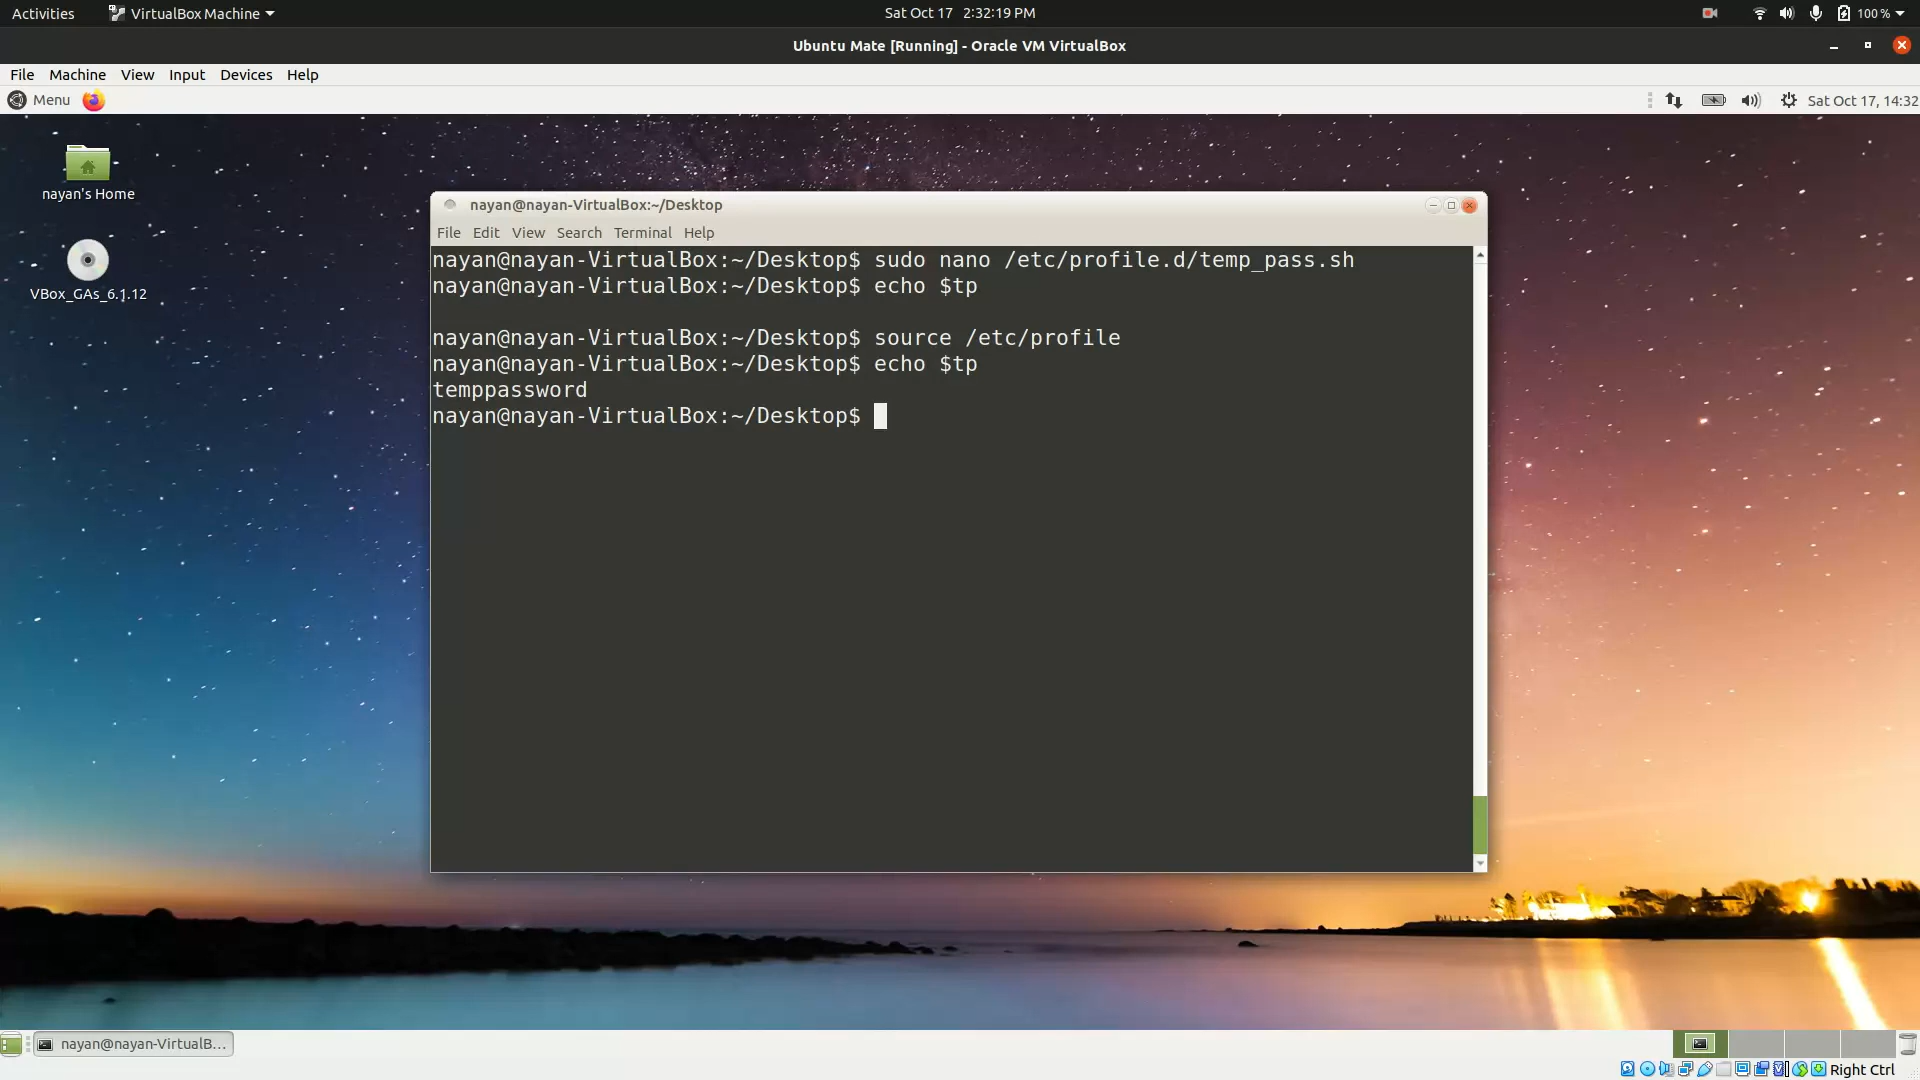 Activities VirtualBox Machine Sat Oct 17 2:32:19 PM 100 %
Ubuntu Mate [Running] - Oracle VM VirtualBox
File Machine View Input Devices Help
Menu Sat Oct 17, 14:32
nayan's Home
VBox_GAs_6.1.12
nayan@nayan-VirtualBox:~/Desktop
File Edit View Search Terminal Help
nayan@nayan-VirtualBox:~/Desktop$ sudo nano /etc/profile.d/temp_pass.sh
nayan@nayan-VirtualBox:~/Desktop$ echo $tp
nayan@nayan-VirtualBox:~/Desktop$ source /etc/profile
nayan@nayan-VirtualBox:~/Desktop$ echo $tp
temppassword
nayan@nayan-VirtualBox:~/Desktop$
nayan@nayan-VirtualB...
Right Ctrl